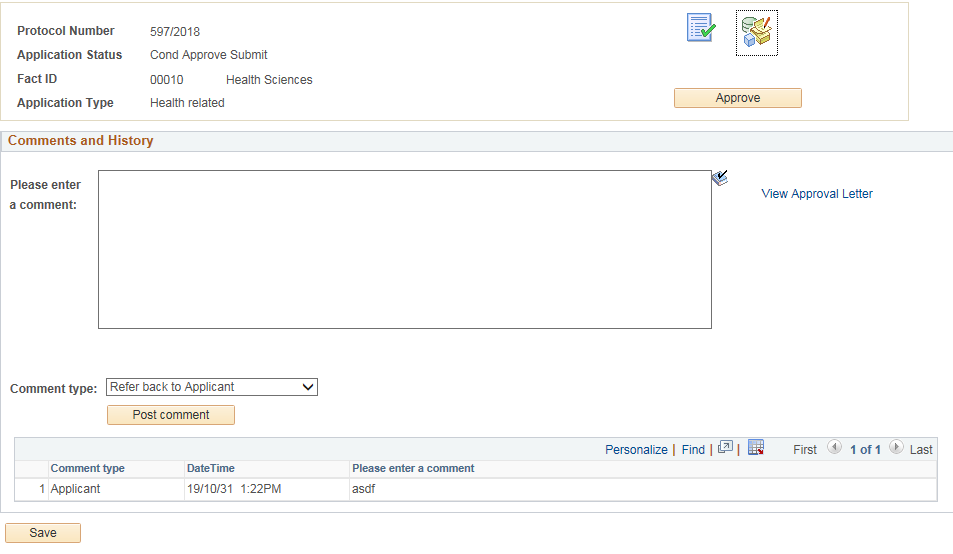 Protocol Number 597/2018
Application Status Cond Approve Submit
Fact ID 00010 Health Sciences
Application Type Health related
Approve
Comments and History
Please enter
a comment:
View Approval Letter
Comment type: Refer back to Applicant
Post comment
Personalize | Find | | First 1 of 1 Last
Comment type DateTime Please enter a comment
1 Applicant 19/10/31 1:22PM asdf
Save